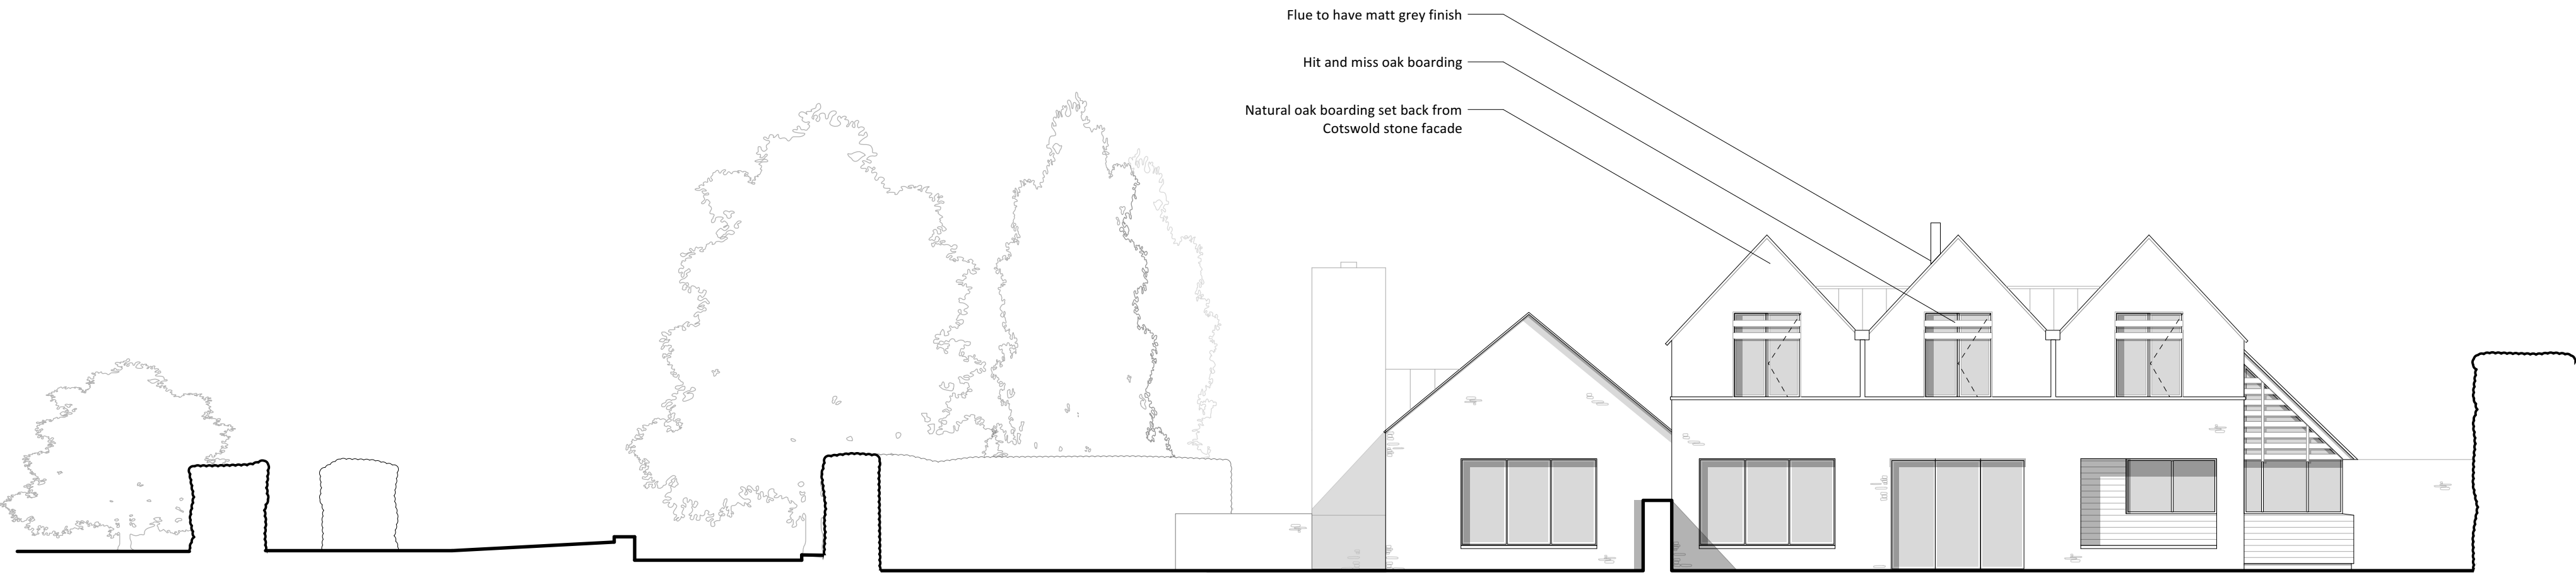 Flue to have matt grey finish
Hit and miss oak boarding
Natural oak boarding set back from
Cotswold stone facade